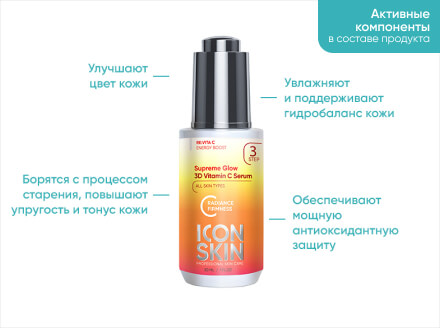 Активные
компоненты
в составе продукта
Улучшают
цвет кожи
Увлажняют
и поддерживают
гидробаланс кожи
Борятся с процессом
старения, повышают
упругость и тонус кожи
Обеспечивают
мощную
антиоксидантную
защиту
RE:VITA C
ENERGY BOOST
3
STEP
Supreme Glow
3D Vitamin C Serum
ALL SKIN TYPES
C
RADIANCE
FIRMNESS
ICON
SKIN
PROFESSIONAL SKIN CARE